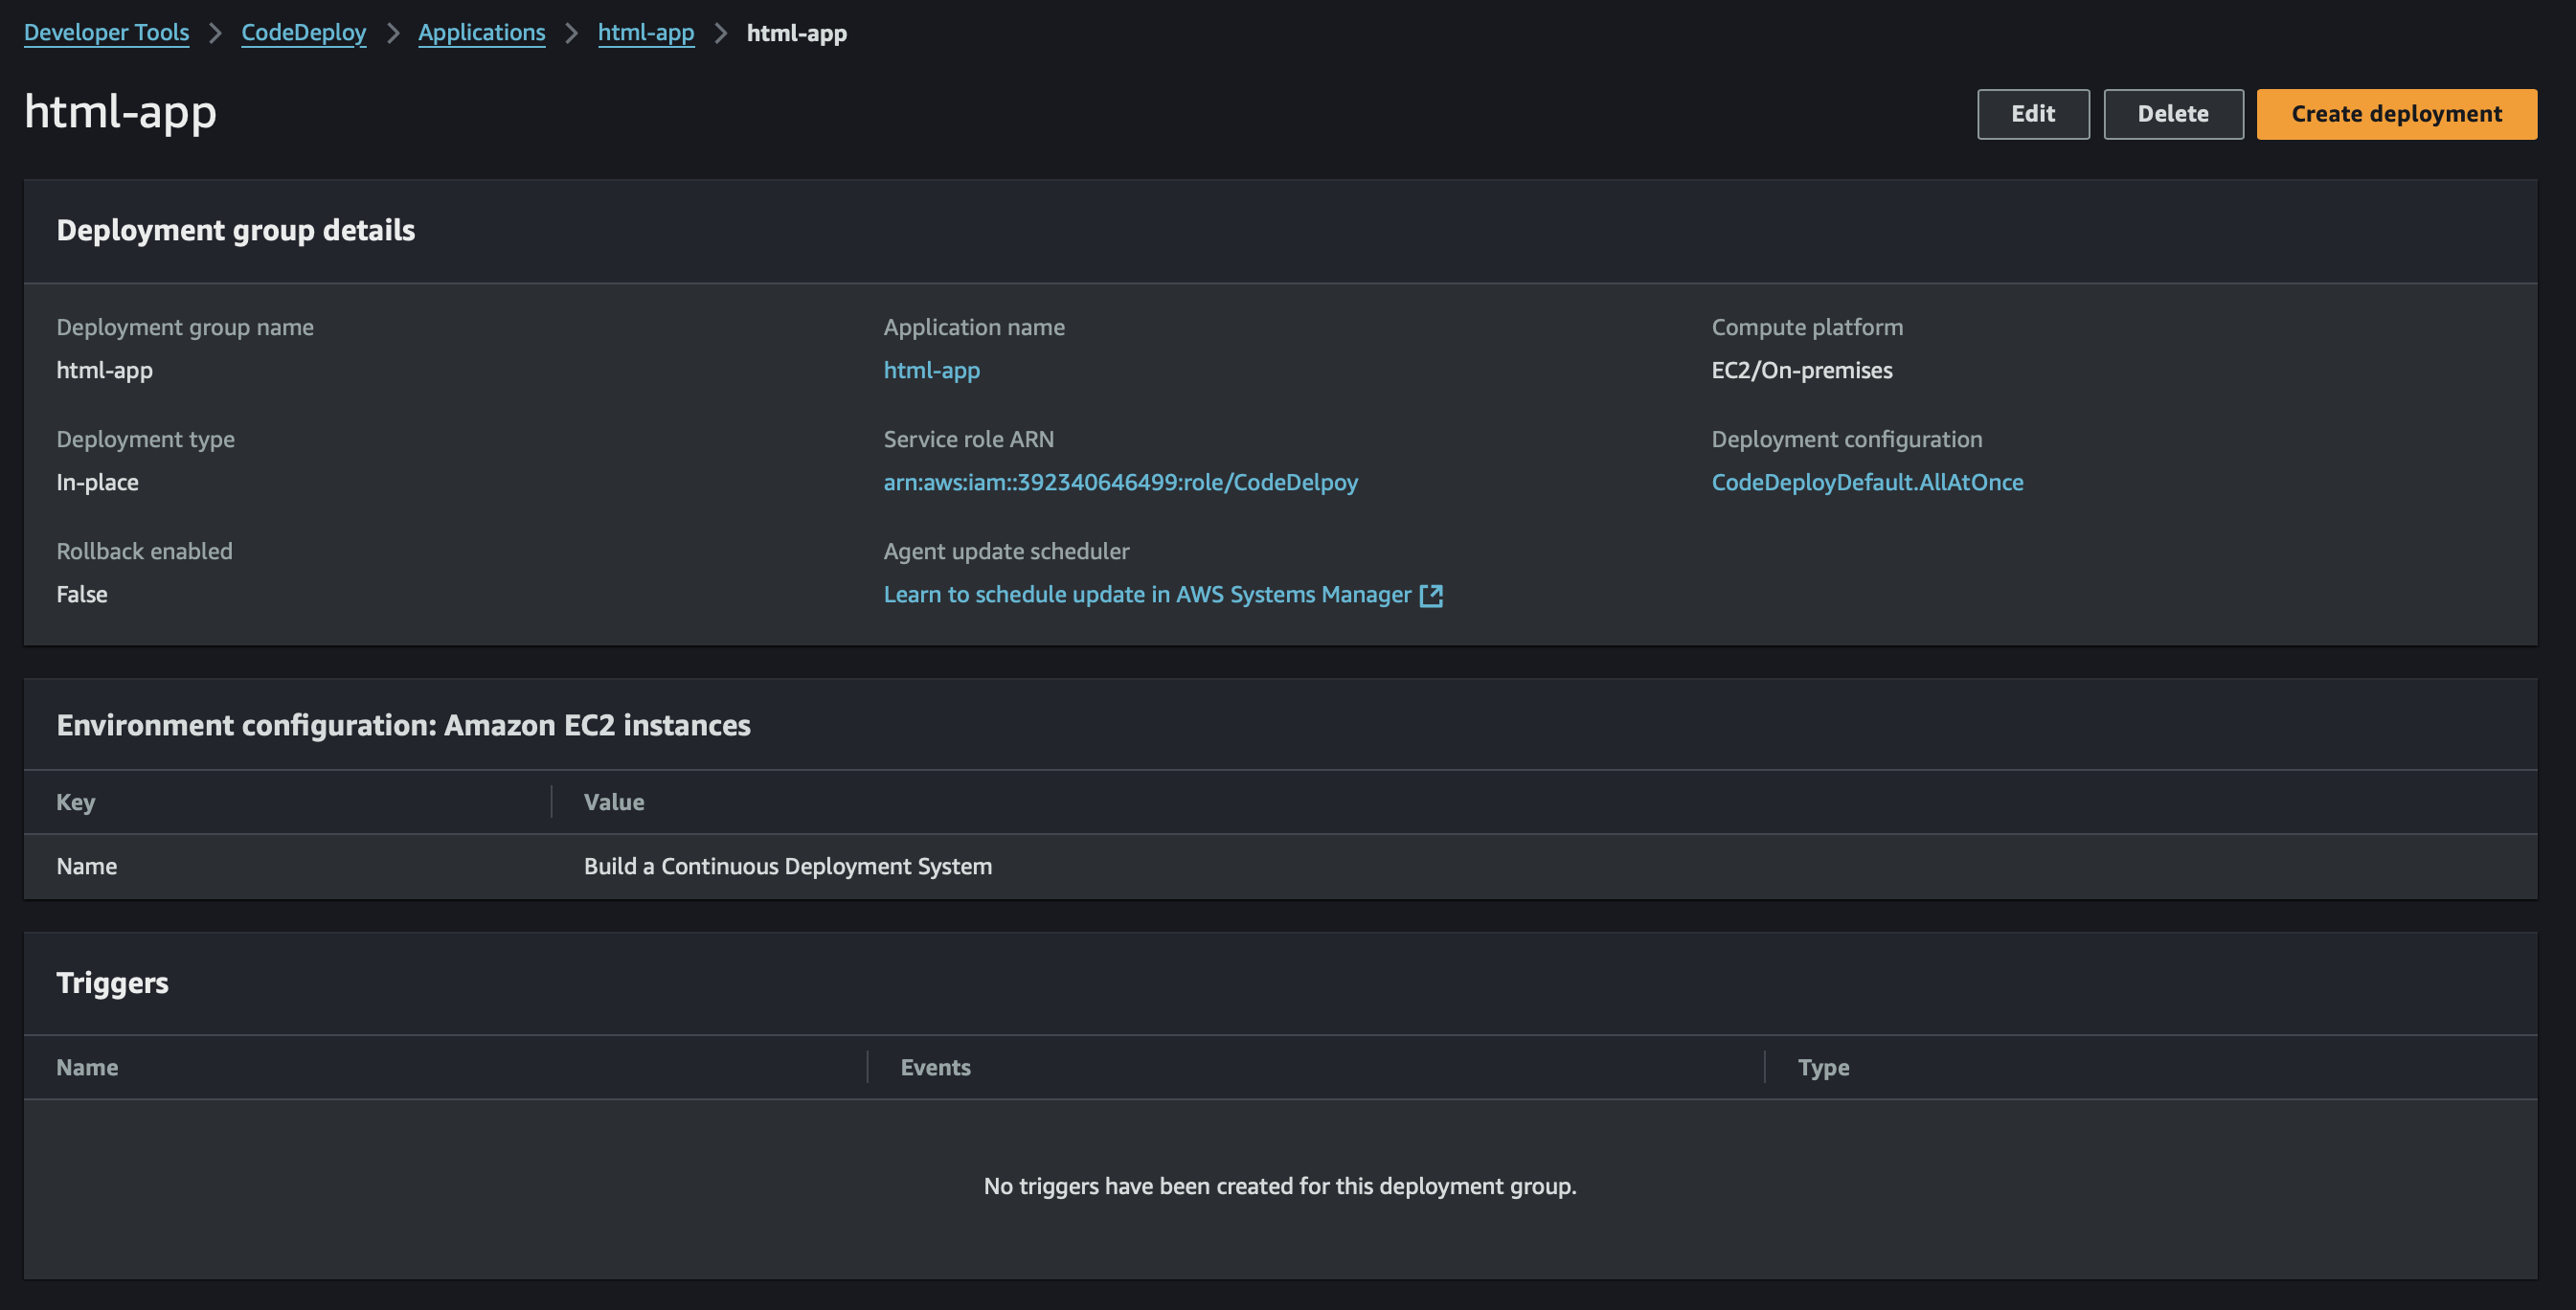 Developer Tools > CodeDeploy > Applications > html-app > html-app
html-app
Edit
Delete
Create deployment
Deployment group details
Deployment group name
html-app
Application name
html-app
Compute platform
EC2/On-premises
Deployment type
In-place
Service role ARN
arn:aws:iam::392340646499:role/CodeDelpoy
Deployment configuration
CodeDeployDefault.AllAtOnce
Rollback enabled
False
Agent update scheduler
Learn to schedule update in AWS Systems Manager
Environment configuration: Amazon EC2 instances
Key
Value
Name
Build a Continuous Deployment System
Triggers
Name
Events
Type
No triggers have been created for this deployment group.